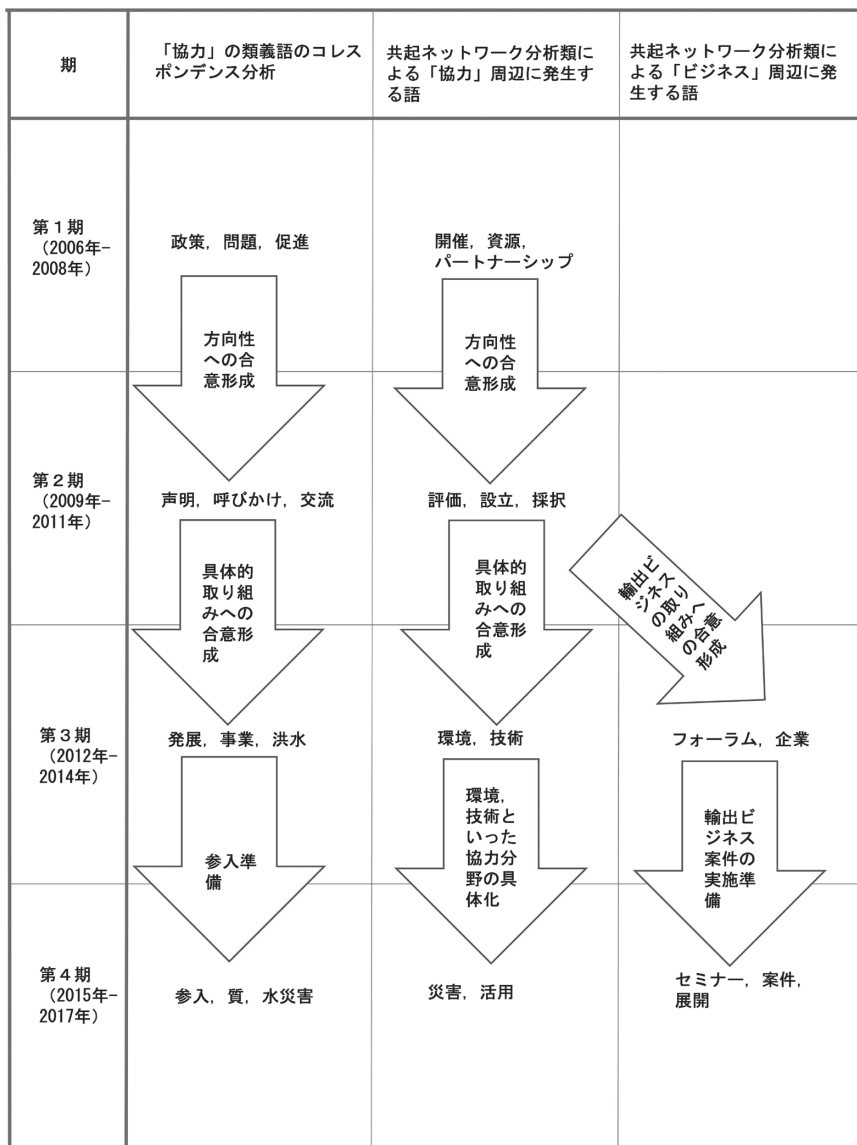 期
「協力」の類義語のコレス
ポンデンス分析
共起ネットワーク分析類に
よる「協力」周辺に発生す
る語
共起ネットワーク分析類に
よる「ビジネス」周辺に発
生する語
第１期
（2006年-
2008年）
政策，問題，促進
開催，資源，
パートナーシップ
方向性
への合
意形成
方向性
への合
意形成
第２期
（2009年-
2011年）
声明，呼びかけ，交流
評価，設立，採択
具体的
取り組
みへの
合意形
成
具体的
取り組
みへの
合意形
成
輸出ビ
ジネス
の取り
組みへ
の合意
形成
第３期
（2012年-
2014年）
発展，事業，洪水
環境，技術
フォーラム，企業
参入準
備
環境，
技術と
いった
協力分
野の具
体化
輸出ビ
ジネス
案件の
実施準
備
第４期
（2015年-
2017年）
参入，質，水災害
災害，活用
セミナー，案件，
展開